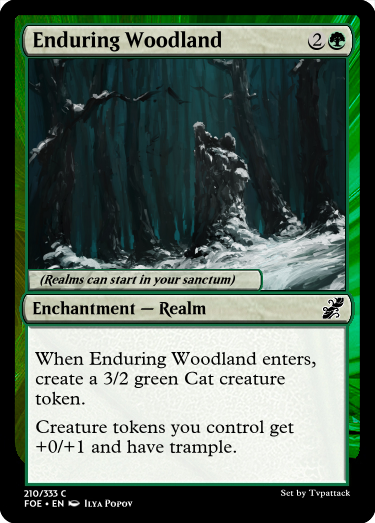 Enduring Woodland 2
(Realms can start in your sanctum)
Enchantment — Realm
When Enduring Woodland enters,
create a 3/2 green Cat creature
token.
Creature tokens you control get
+0/+1 and have trample.
210/333 C
FOE • EN Ilya Popov
Set by Tvpattack